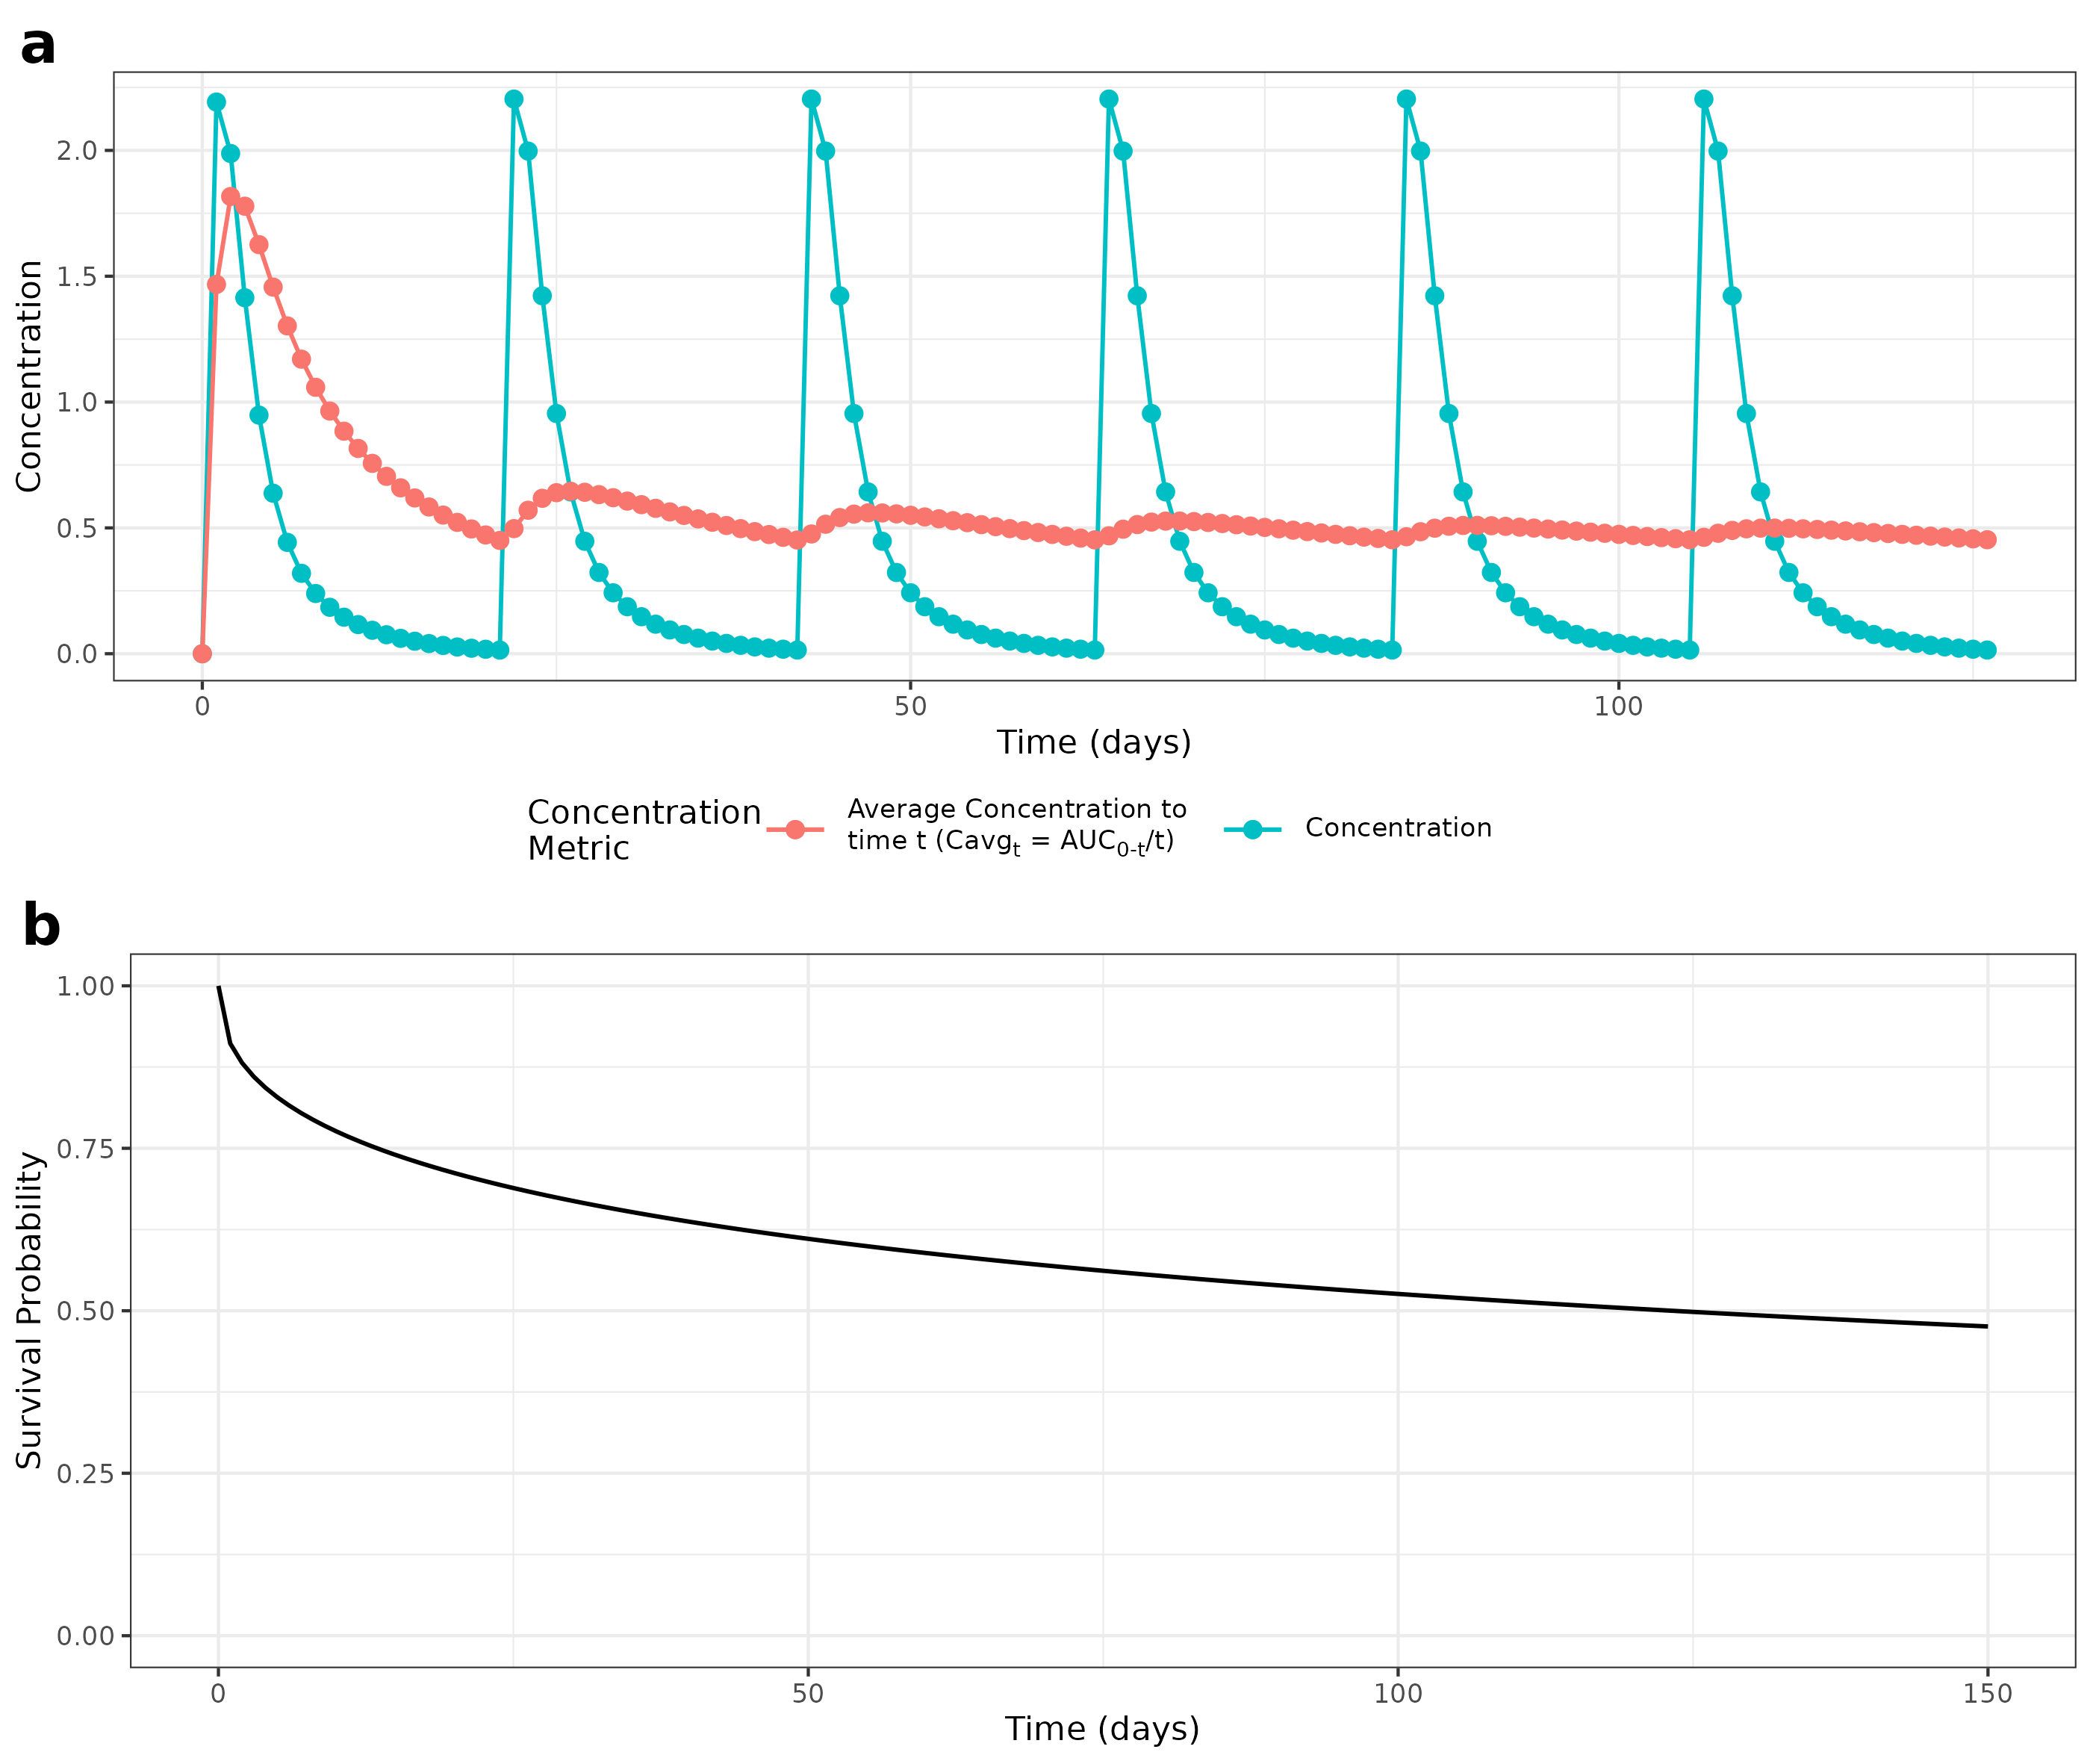 a
Concentration
2.0
1.5
1.0
0.5
0.0
0 50 100
Time (days)
Concentration
Metric
Average Concentration to
time t (Cavgt = AUC0-t/t)
Concentration
b
Survival Probability
1.00
0.75
0.50
0.25
0.00
0 50 100 150
Time (days)